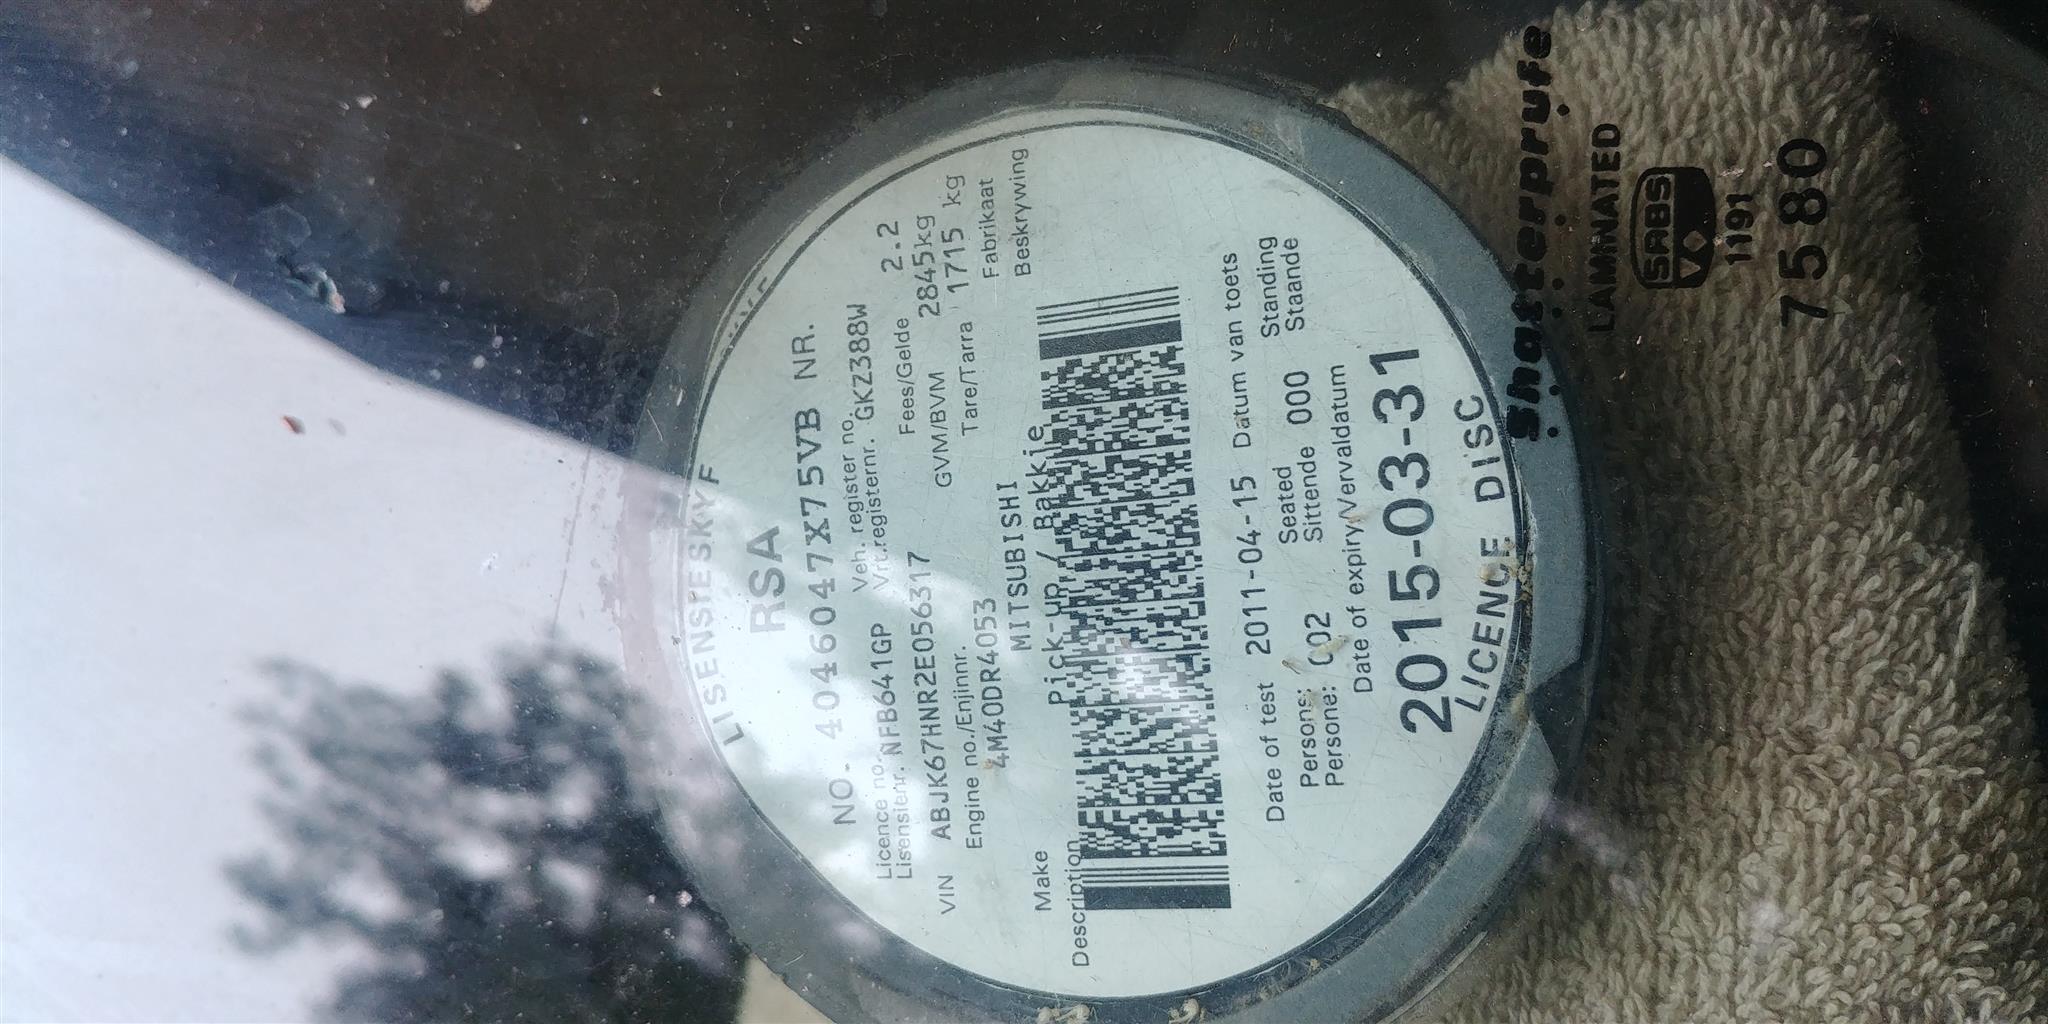 LISENSIESKYF
RSA
NO. 4046047X75VB NR.
Licence no. Veh. register no.
Lisensienr. NFB641GP Vrt.registernr. GKZ388W
VIN ABJK67HNR2E056317 Fees/Gelde 2.2
Engine no./Enjinnr. GVM/BVM 2845kg
4M40DR4053 Tare/Tarra 1715 kg
Make MITSUBISHI Fabrikaat
Description Pick-up/Bakkie Beskrywing
Date of test 2011-04-15 Datum van toets
Persons: Seated Standing
Persone: 002 Sittende 000 Staande
Date of expiry/Vervaldatum
2015-03-31
LICENCE DISC
Shatterprufe
LAMINATED
SABS
1191
7580